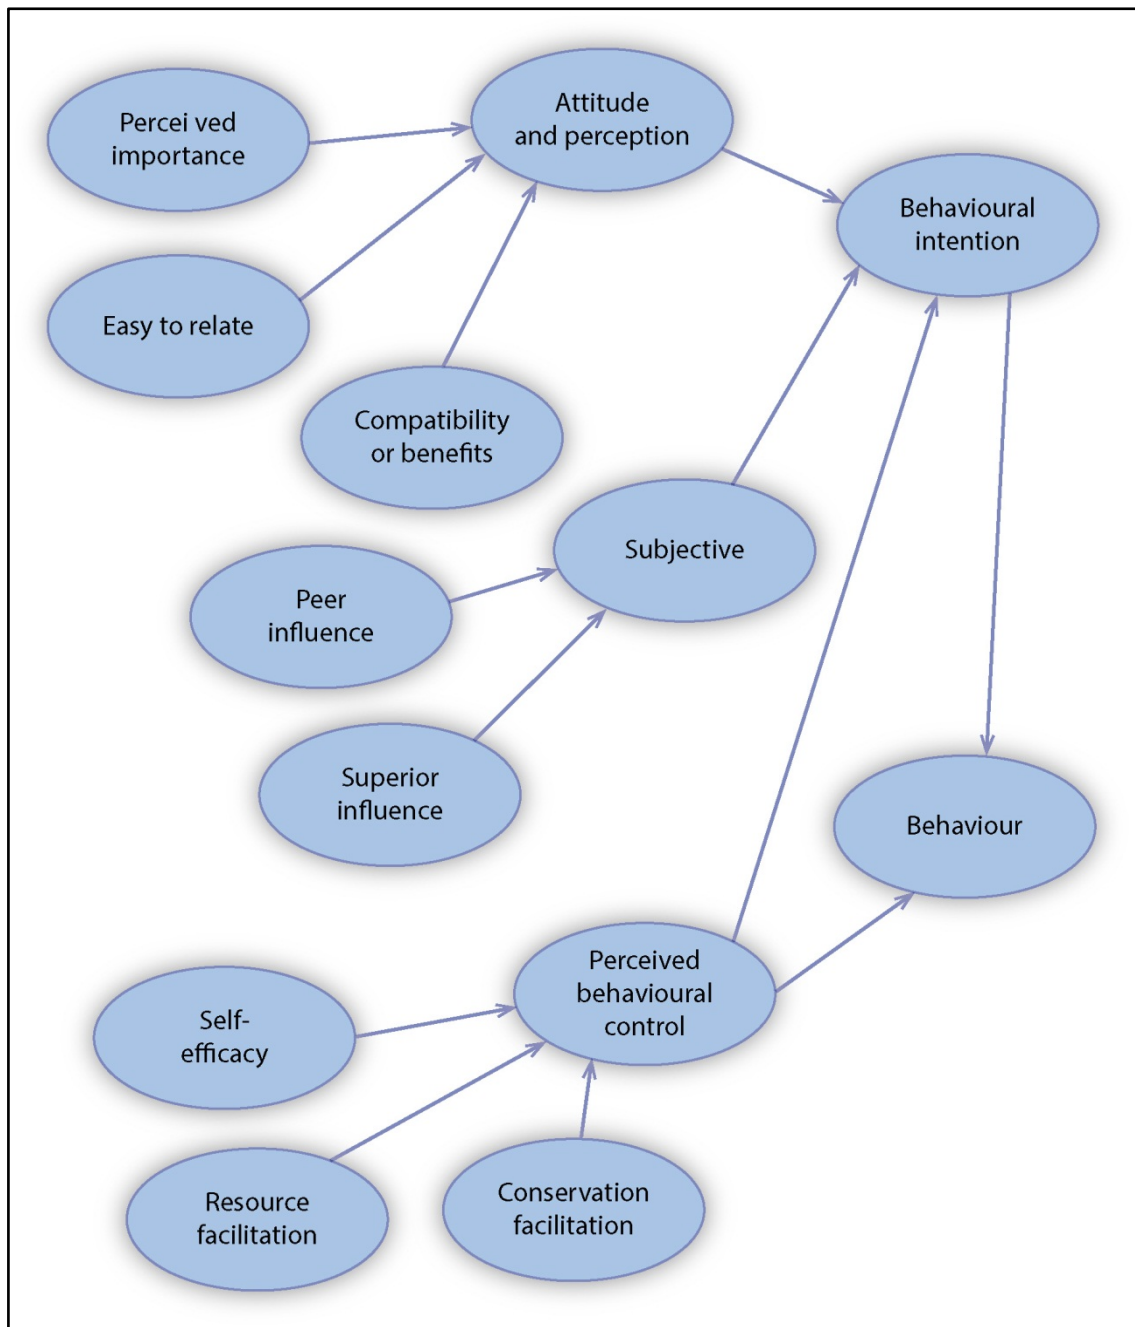 Percei ved
importance
Attitude
and perception
Behavioural
intention
Easy to relate
Compatibility
or benefits
Subjective
Peer
influence
Superior
influence
Behaviour
Perceived
behavioural
control
Self-
efficacy
Resource
facilitation
Conservation
facilitation